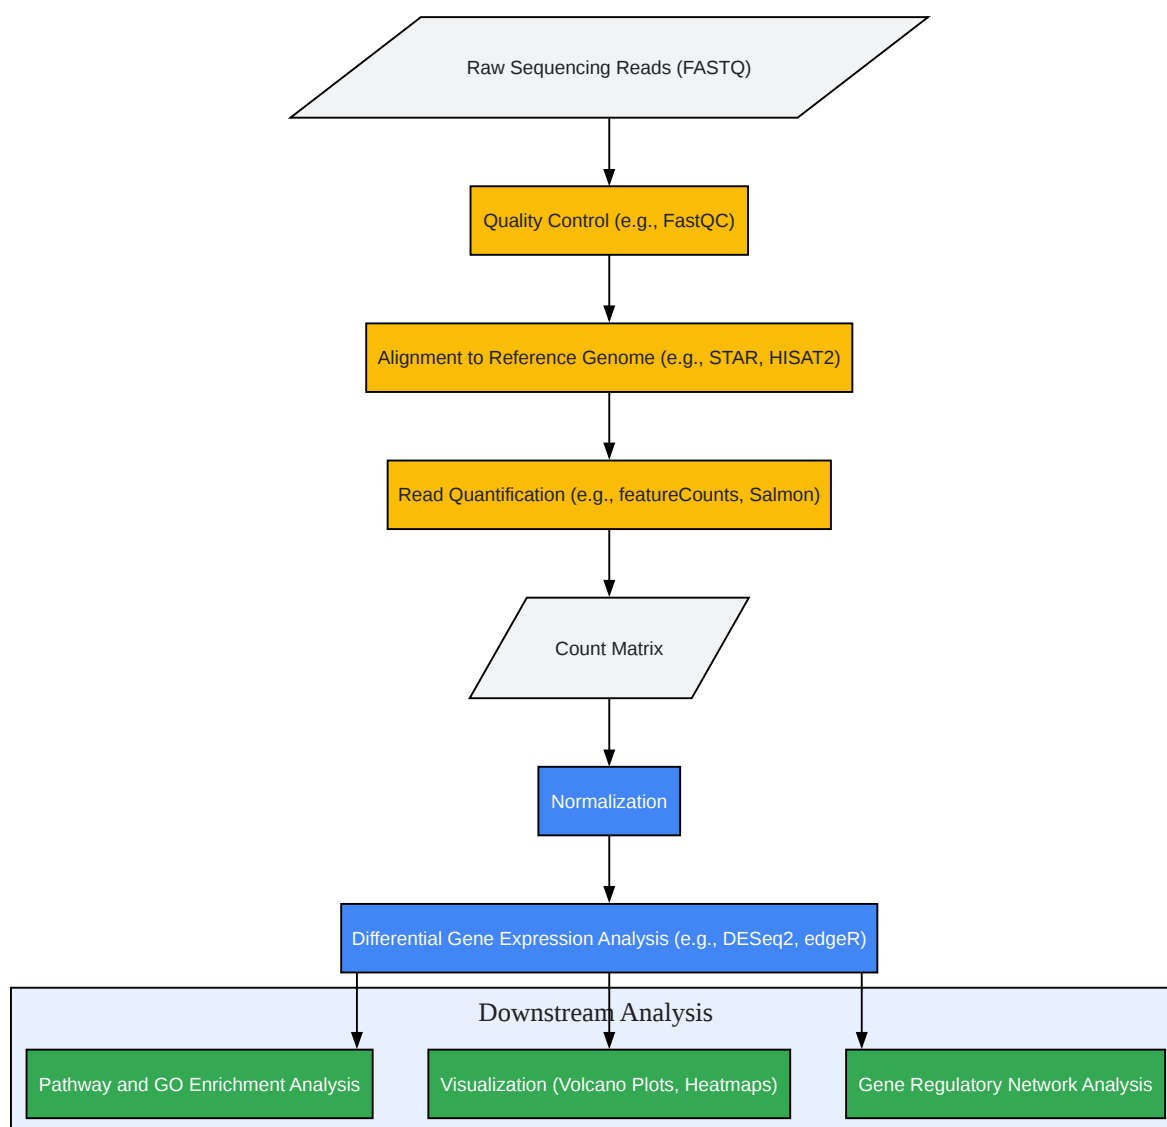 Raw Sequencing Reads (FASTQ)
Quality Control (e.g., FastQC)
Alignment to Reference Genome (e.g., STAR, HISAT2)
Read Quantification (e.g., featureCounts, Salmon)
Count Matrix
Normalization
Differential Gene Expression Analysis (e.g., DESeq2, edgeR)
Downstream Analysis
Pathway and GO Enrichment Analysis
Visualization (Volcano Plots, Heatmaps)
Gene Regulatory Network Analysis